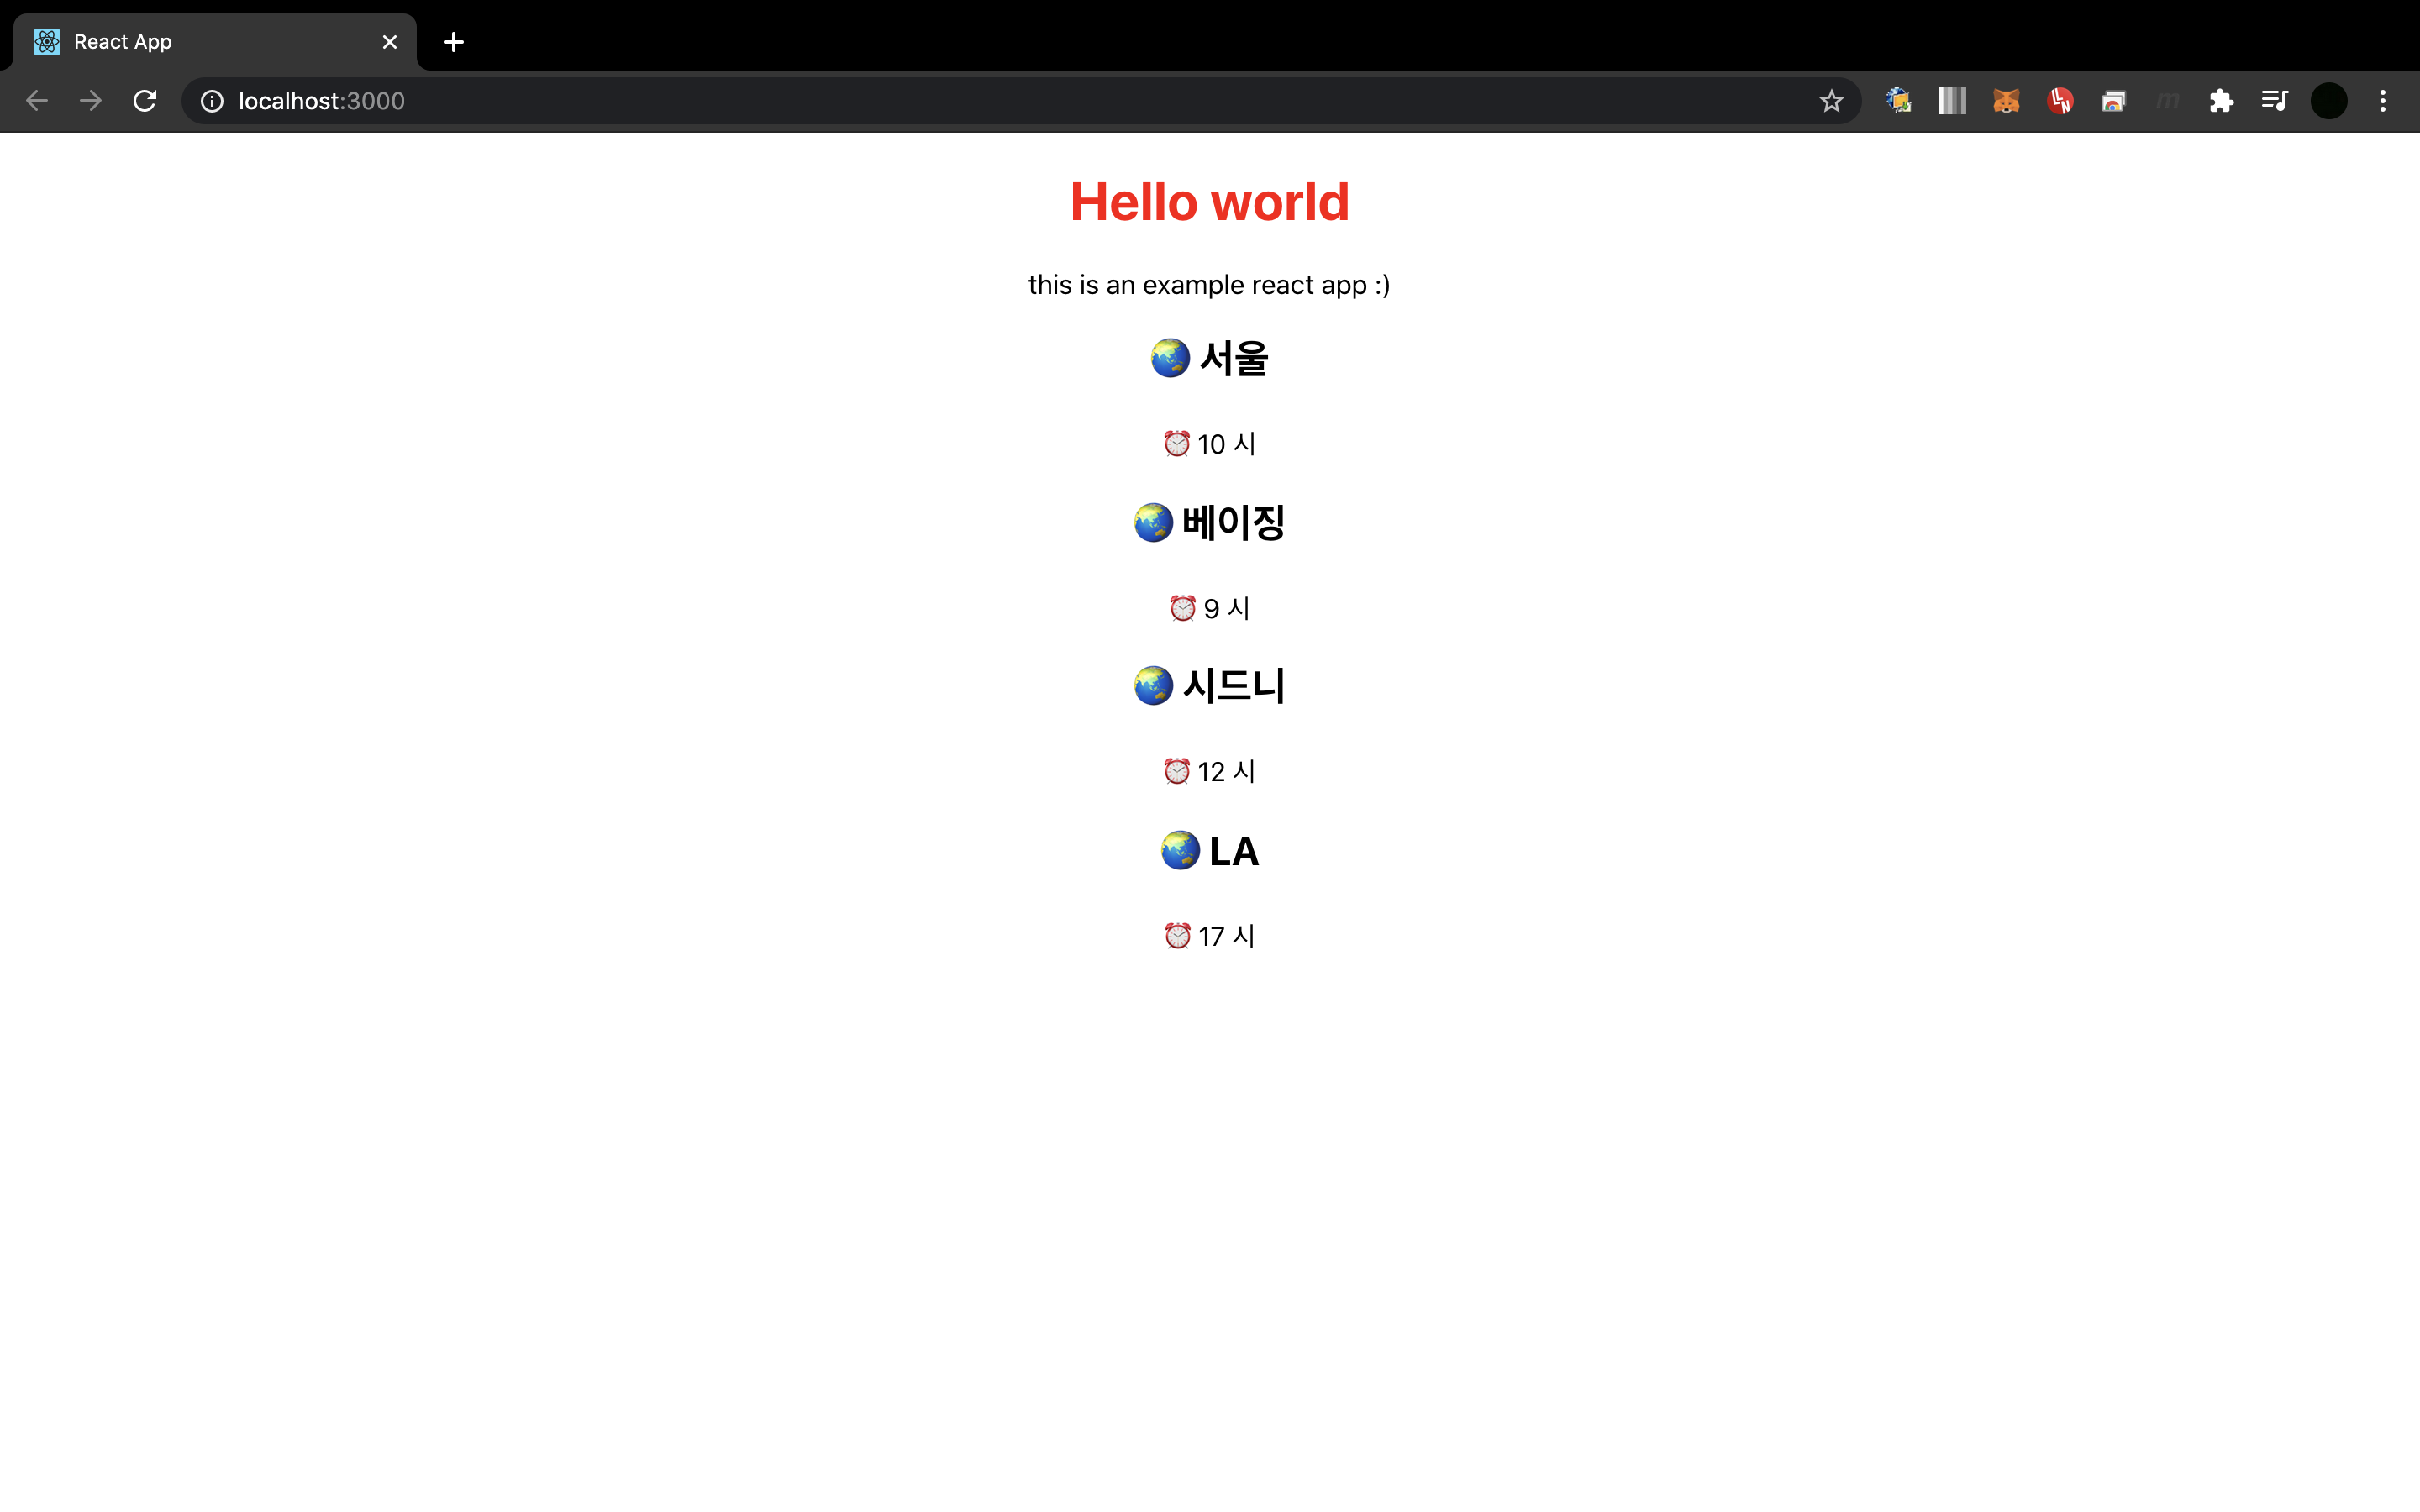 React App
localhost:3000
Hello world
this is an example react app :)
🌏 서울
⏰ 10 시
🌏 베이징
⏰ 9 시
🌏 시드니
⏰ 12 시
🌏 LA
⏰ 17 시